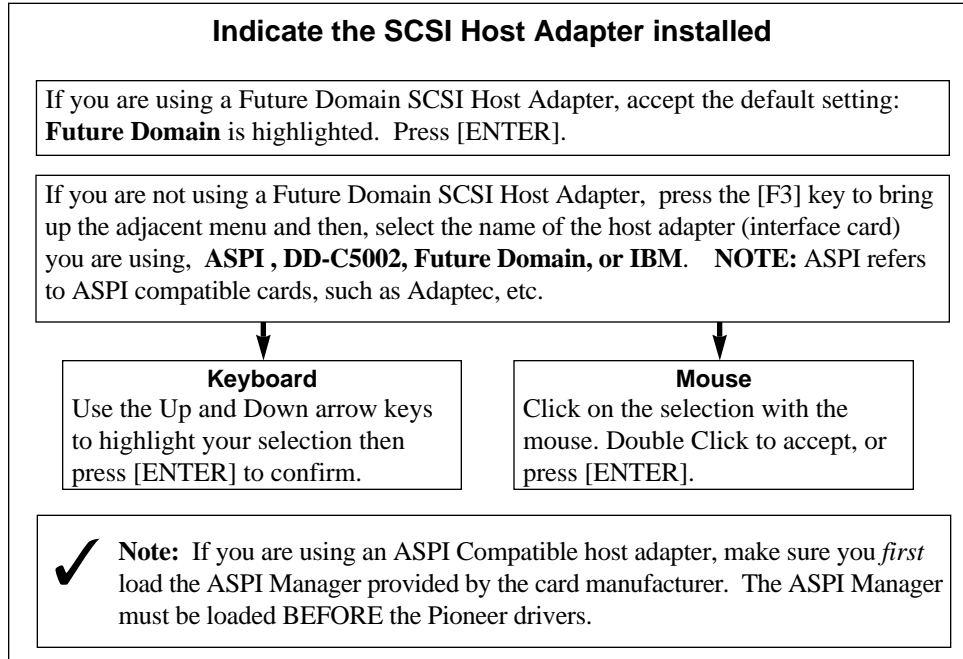 Indicate the SCSI Host Adapter installed
If you are using a Future Domain SCSI Host Adapter, accept the default setting:
Future Domain is highlighted. Press [ENTER].
If you are not using a Future Domain SCSI Host Adapter, press the [F3] key to bring
up the adjacent menu and then, select the name of the host adapter (interface card)
you are using, ASPI , DD-C5002, Future Domain, or IBM. NOTE: ASPI refers
to ASPI compatible cards, such as Adaptec, etc.
Keyboard
Use the Up and Down arrow keys
to highlight your selection then
press [ENTER] to confirm.
Mouse
Click on the selection with the
mouse. Double Click to accept, or
press [ENTER].
Note: If you are using an ASPI Compatible host adapter, make sure you first
load the ASPI Manager provided by the card manufacturer. The ASPI Manager
must be loaded BEFORE the Pioneer drivers.